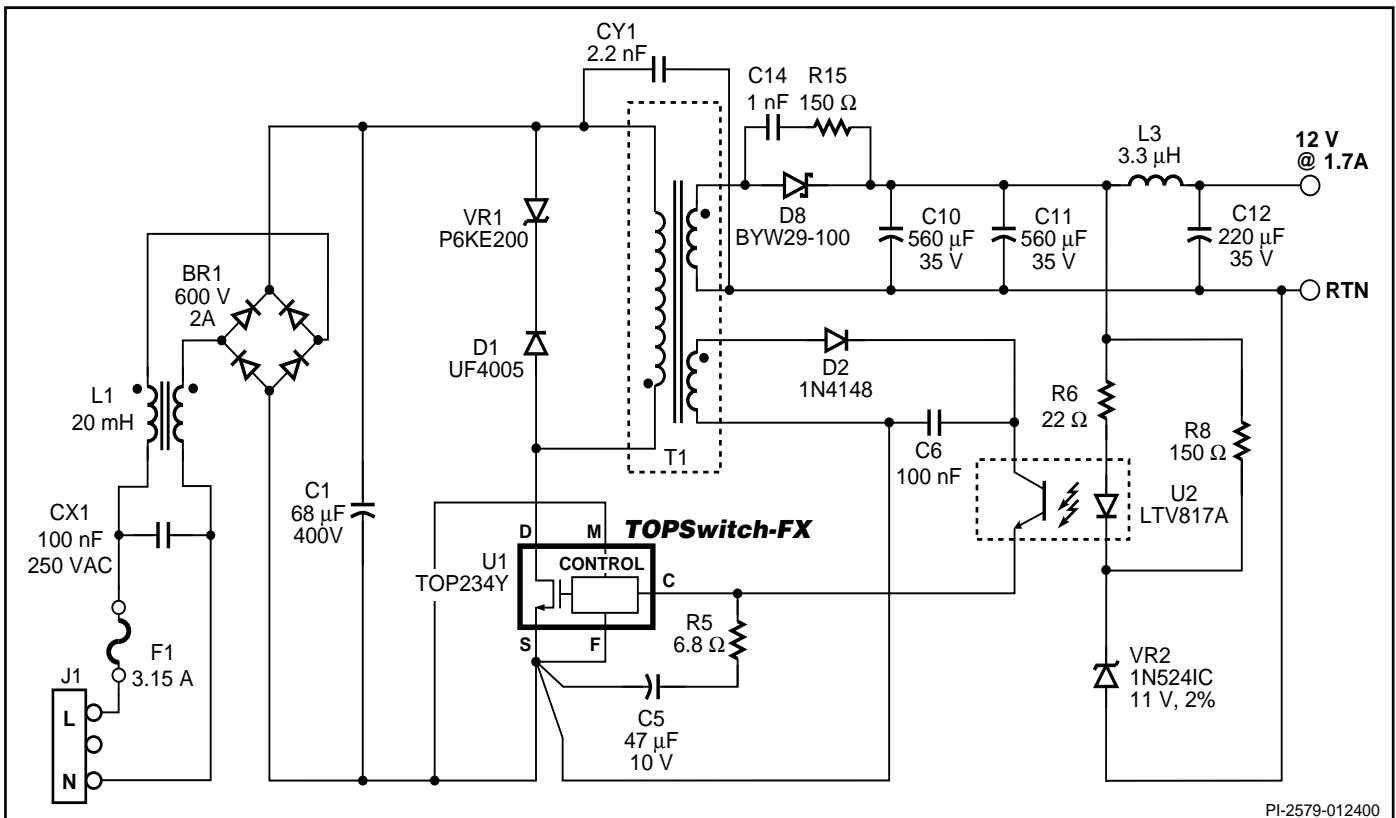 CY1
2.2 nF
C14
1 nF
R15
150 Ω
L3
3.3 µH
12 V
@ 1.7A
VR1
P6KE200
D8
BYW29-100
C10
560 µF
35 V
C11
560 µF
35 V
C12
220 µF
35 V
RTN
BR1
600 V
2A
D1
UF4005
D2
1N4148
L1
20 mH
R6
22 Ω
R8
150 Ω
T1
C6
100 nF
CX1
100 nF
250 VAC
C1
68 µF
400V
U2
LTV817A
TOPSwitch-FX
D
M
CONTROL
C
U1
TOP234Y
S
F
R5
6.8 Ω
C5
47 µF
10 V
VR2
1N524IC
11 V, 2%
F1
3.15 A
J1
L
N
PI-2579-012400